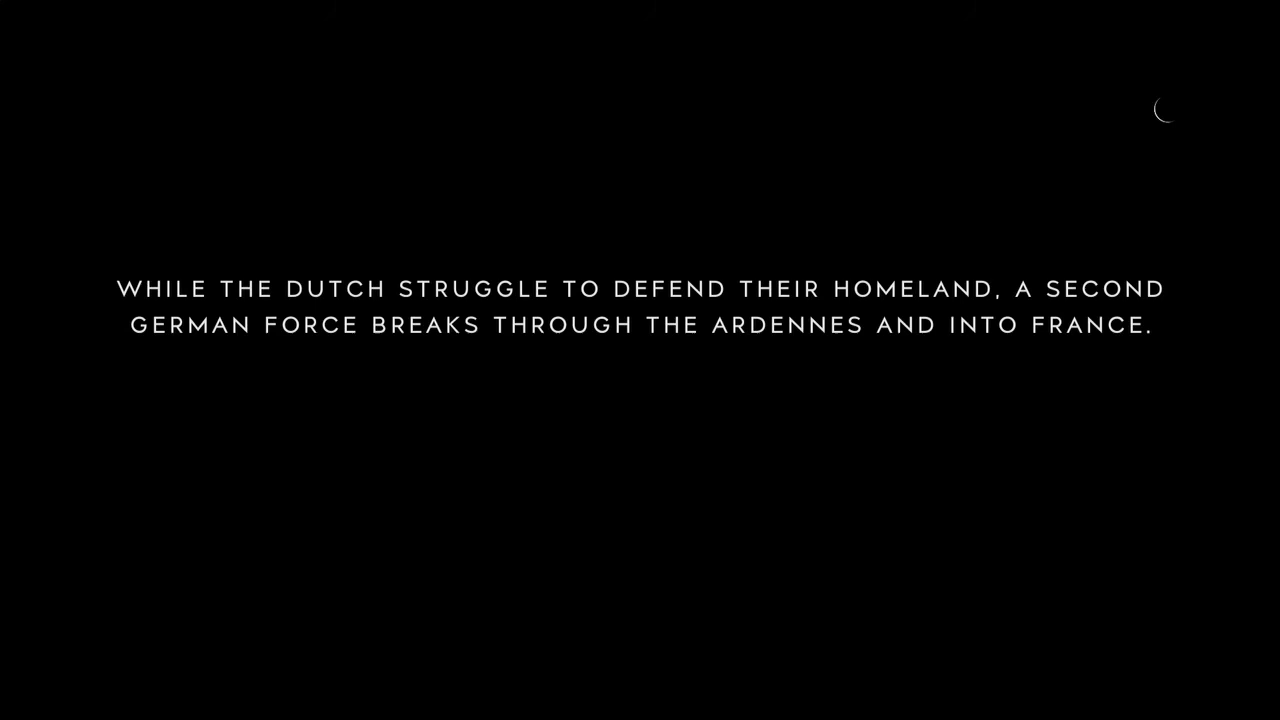 WHILE THE DUTCH STRUGGLE TO DEFEND THEIR HOMELAND, A SECOND
GERMAN FORCE BREAKS THROUGH THE ARDENNES AND INTO FRANCE.